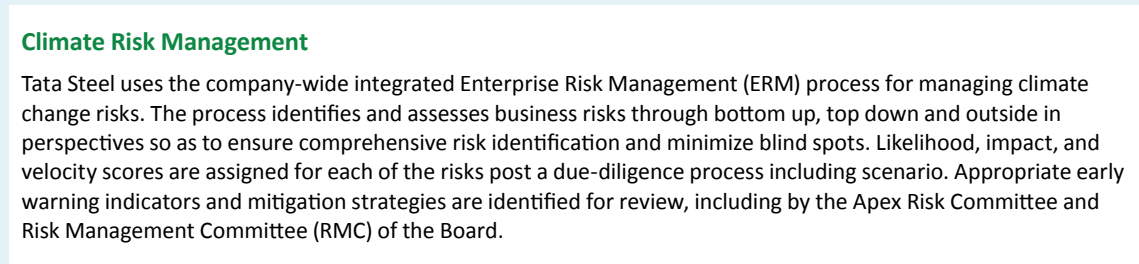 Climate Risk Management
Tata Steel uses the company-wide integrated Enterprise Risk Management (ERM) process for managing climate
change risks. The process identifies and assesses business risks through bottom up, top down and outside in
perspectives so as to ensure comprehensive risk identification and minimize blind spots. Likelihood, impact, and
velocity scores are assigned for each of the risks post a due-diligence process including scenario. Appropriate early
warning indicators and mitigation strategies are identified for review, including by the Apex Risk Committee and
Risk Management Committee (RMC) of the Board.